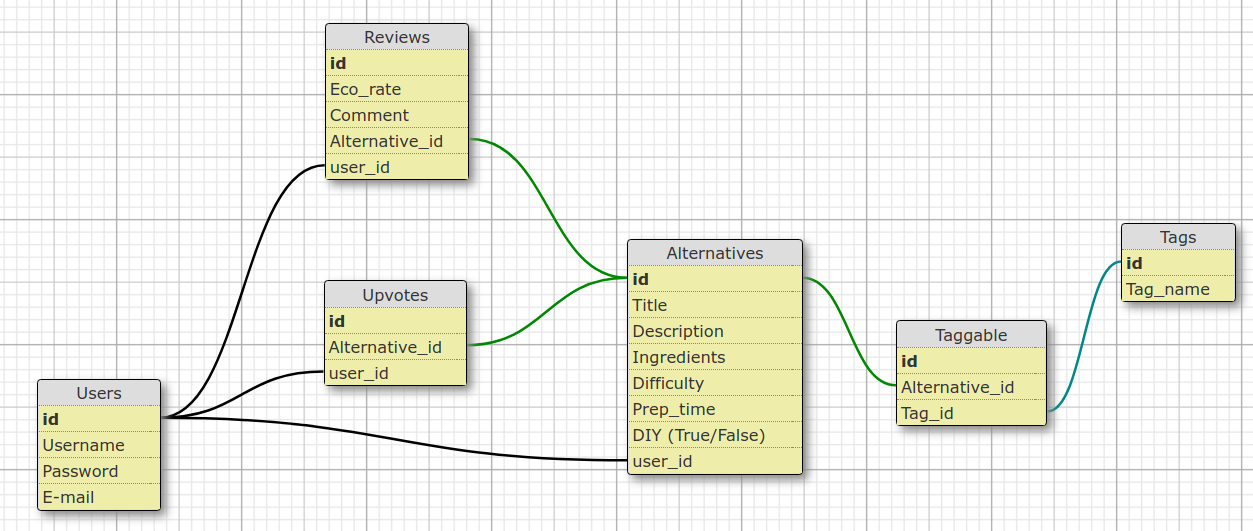 Reviews
id
Eco_rate
Comment
Alternative_id
user_id
Upvotes
id
Alternative_id
user_id
Users
id
Username
Password
E-mail
Alternatives
id
Title
Description
Ingredients
Difficulty
Prep_time
DIY (True/False)
user_id
Taggable
id
Alternative_id
Tag_id
Tags
id
Tag_name